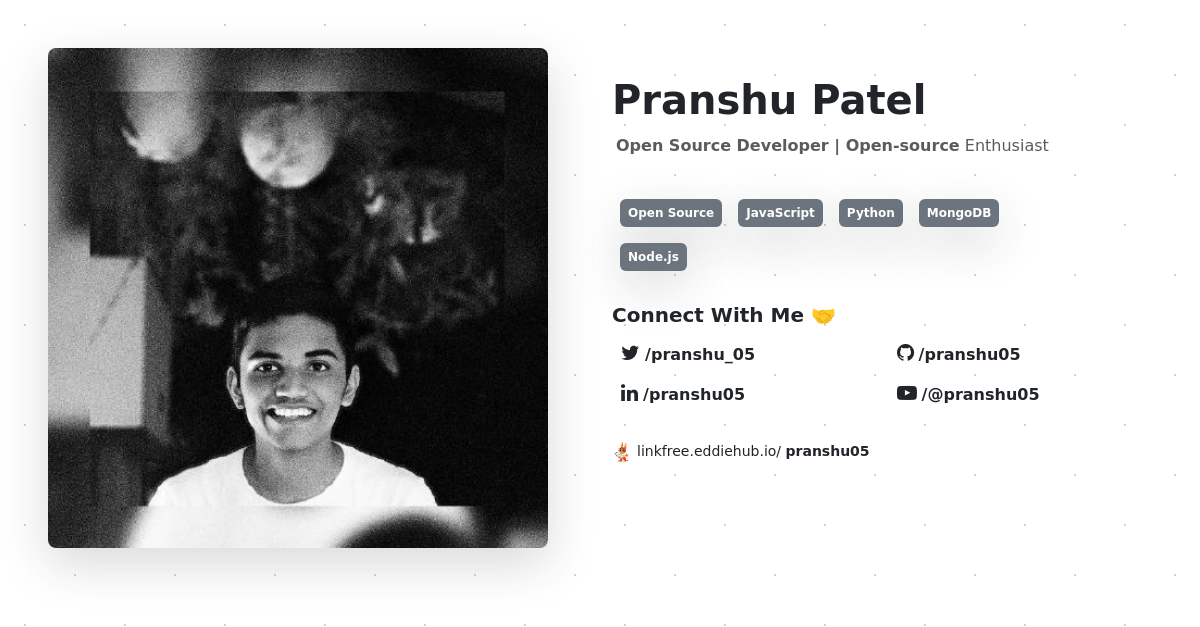 Pranshu Patel
Open Source Developer | Open-source Enthusiast
Open Source JavaScript Python MongoDB
Node.js
Connect With Me 🤝
/pranshu_05 /pranshu05
/pranshu05 /@pranshu05
linkfree.eddiehub.io/ pranshu05